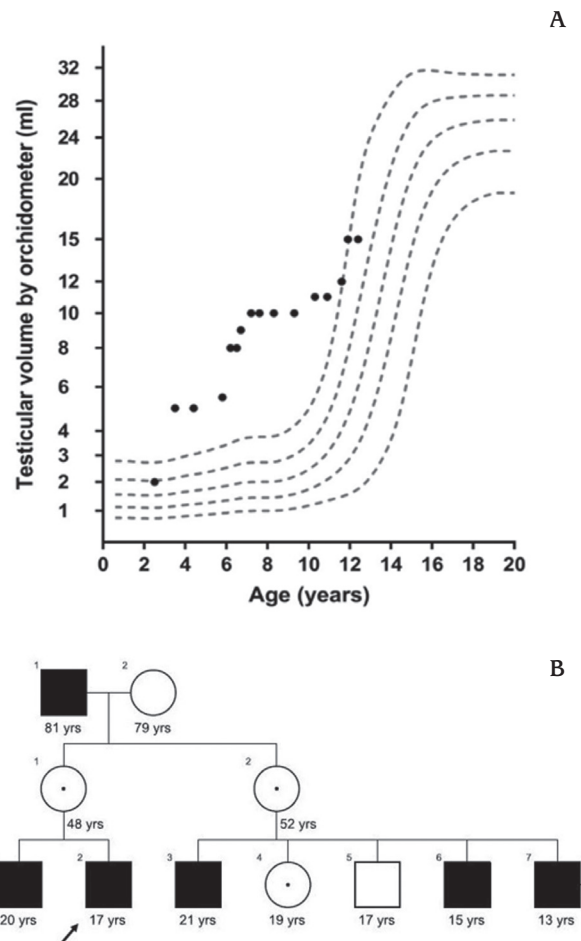 A
Testicular volume by orchidometer (ml)
32
28
24
20
15
12
10
8
6
4
3
2
1
0 2 4 6 8 10 12 14 16 18 20
Age (years)
B
1 2
81 yrs 79 yrs
1 2
48 yrs 52 yrs
2 3 4 5 6 7
20 yrs 17 yrs 21 yrs 19 yrs 17 yrs 15 yrs 13 yrs